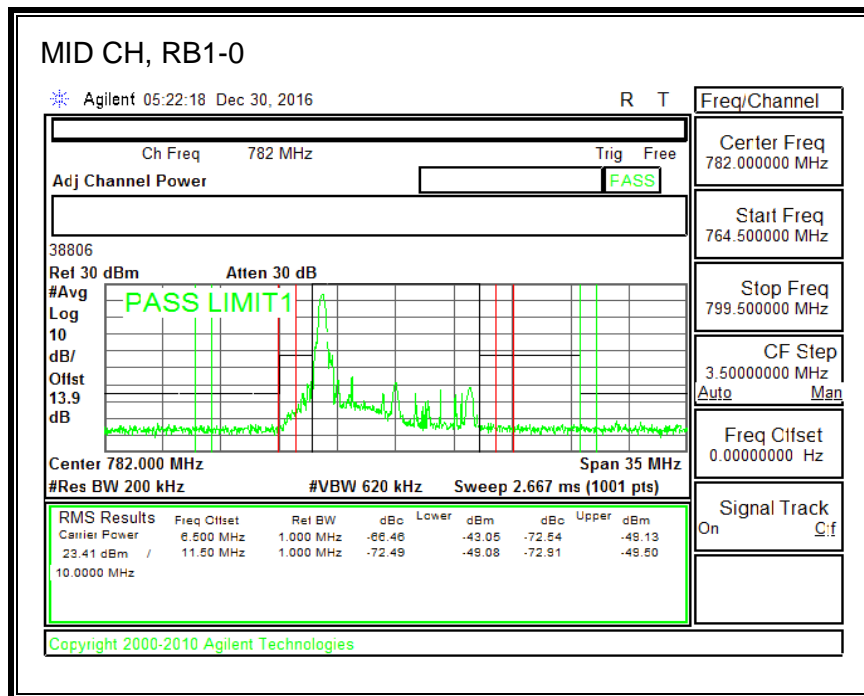 MID CH, RB1-0
Agilent 05:22:18 Dec 30, 2016 R T
Freq/Channel
Ch Freq 782 MHz Trig Free
Adj Channel Power PASS
Center Freq
782.000000 MHz
Start Freq
764.500000 MHz
Stop Freq
799.500000 MHz
CF Step
3.50000000 MHz
Auto Man
Freq Offset
0.00000000 Hz
Signal Track
On Off
38806
Ref 30 dBm Atten 30 dB
#Avg
Log
10
dB/
Offst
13.9
dB
PASS LIMIT1
Center 782.000 MHz Span 35 MHz
#Res BW 200 kHz #VBW 620 kHz Sweep 2.667 ms (1001 pts)
RMS Results Freq Offset Ref BW dBc Lower dBm dBc Upper dBm
Carrier Power 6.500 MHz 1.000 MHz -66.46 -43.05 -72.54 -49.13
23.41 dBm / 11.50 MHz 1.000 MHz -72.49 -49.08 -72.91 -49.50
10.0000 MHz
Copyright 2000-2010 Agilent Technologies